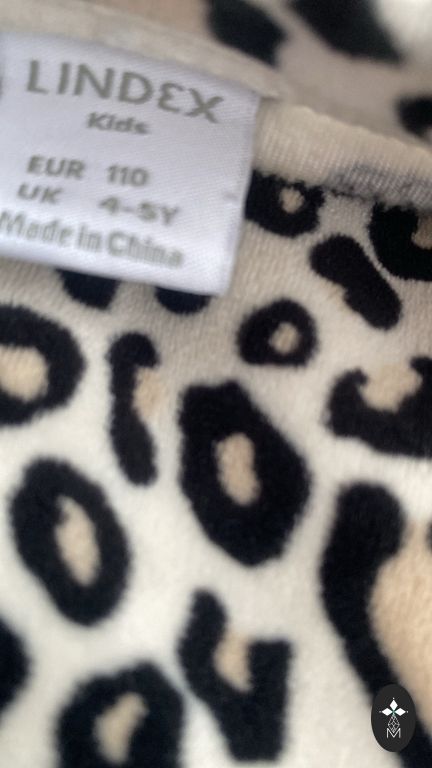 LINDEX
Kids
EUR 110
UK 4-5Y
Made in China
M